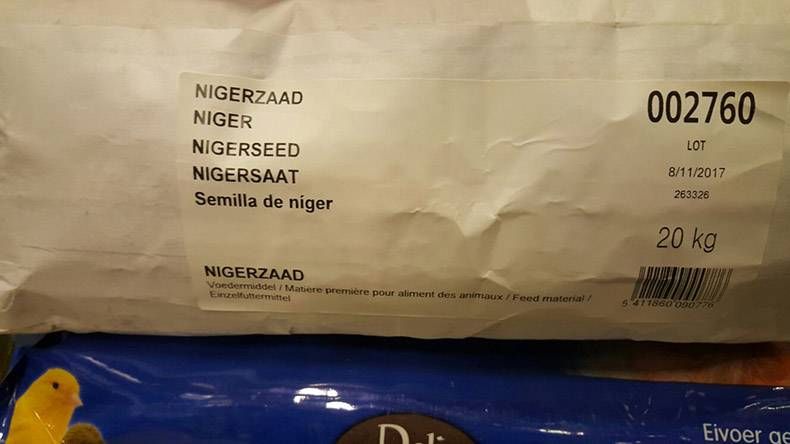 NIGERZAAD
NIGER
NIGERSEED
NIGERSAAT
Semilla de níger
002760
LOT
8/11/2017
263326
20 kg
NIGERZAAD
Voedermiddel / Matière première pour aliment des animaux / Feed material /
Einzelfuttermittel
5 411860 090776
Deli
Eivoer